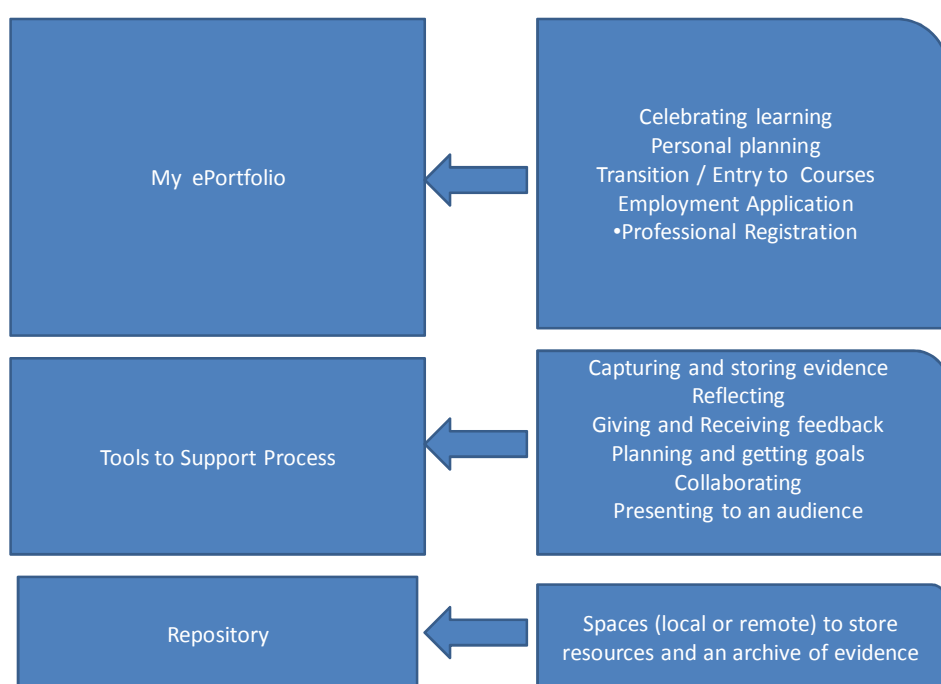 My ePortfolio
Celebrating learning
Personal planning
Transition / Entry to Courses
Employment Application
•Professional Registration
Tools to Support Process
Capturing and storing evidence
Reflecting
Giving and Receiving feedback
Planning and getting goals
Collaborating
Presenting to an audience
Repository
Spaces (local or remote) to store
resources and an archive of evidence